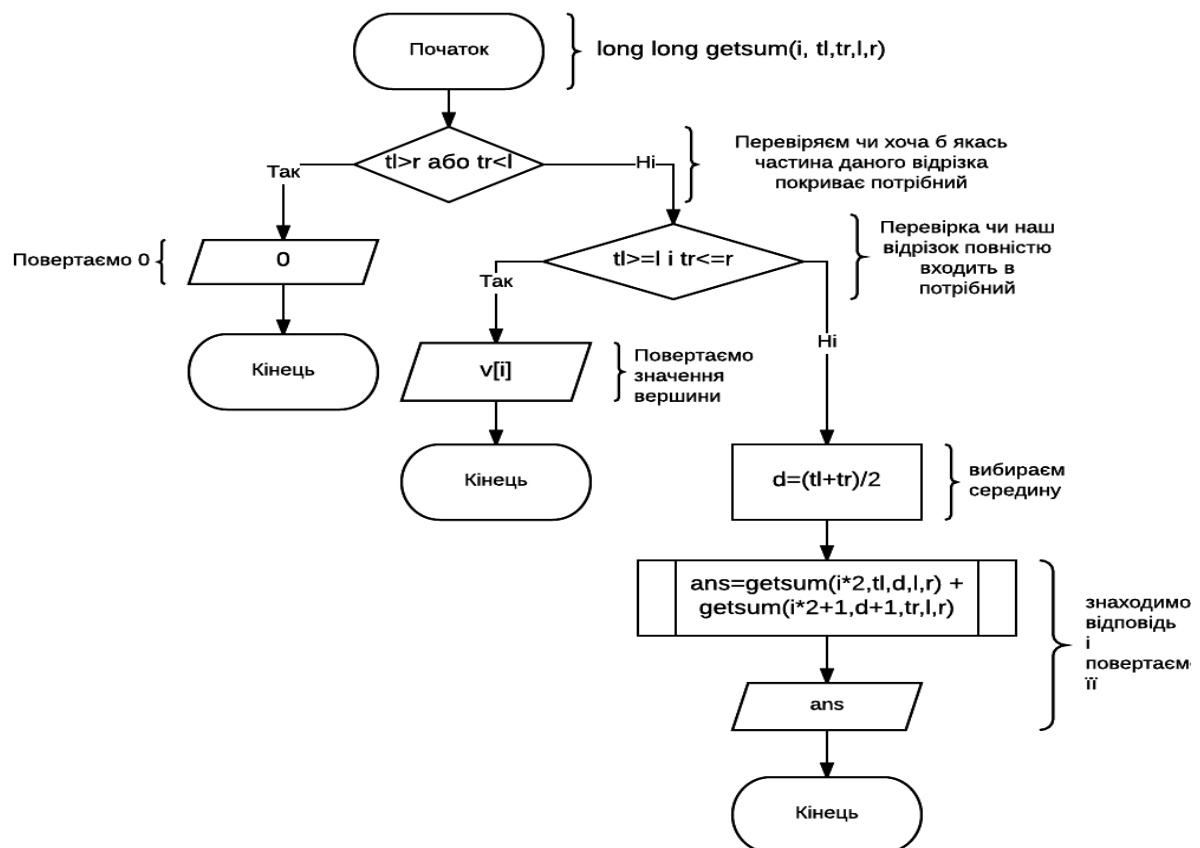 Початок
long long getsum(i, tl,tr,l,r)
tl>r або tr<l
Так
Ні
Перевіряєм чи хоча б якась
частина даного відрізка
покриває потрібний
Повертаємо 0
0
Кінець
tl>=l і tr<=r
Перевірка чи наш
відрізок повністю
входить в
потрібний
Так
Ні
v[i]
Повертаємо
значення
вершини
Кінець
d=(tl+tr)/2
вибираєм
середину
ans=getsum(i*2,tl,d,l,r) +
getsum(i*2+1,d+1,tr,l,r)
знаходимо
відповідь
і
повертаєм
її
ans
Кінець